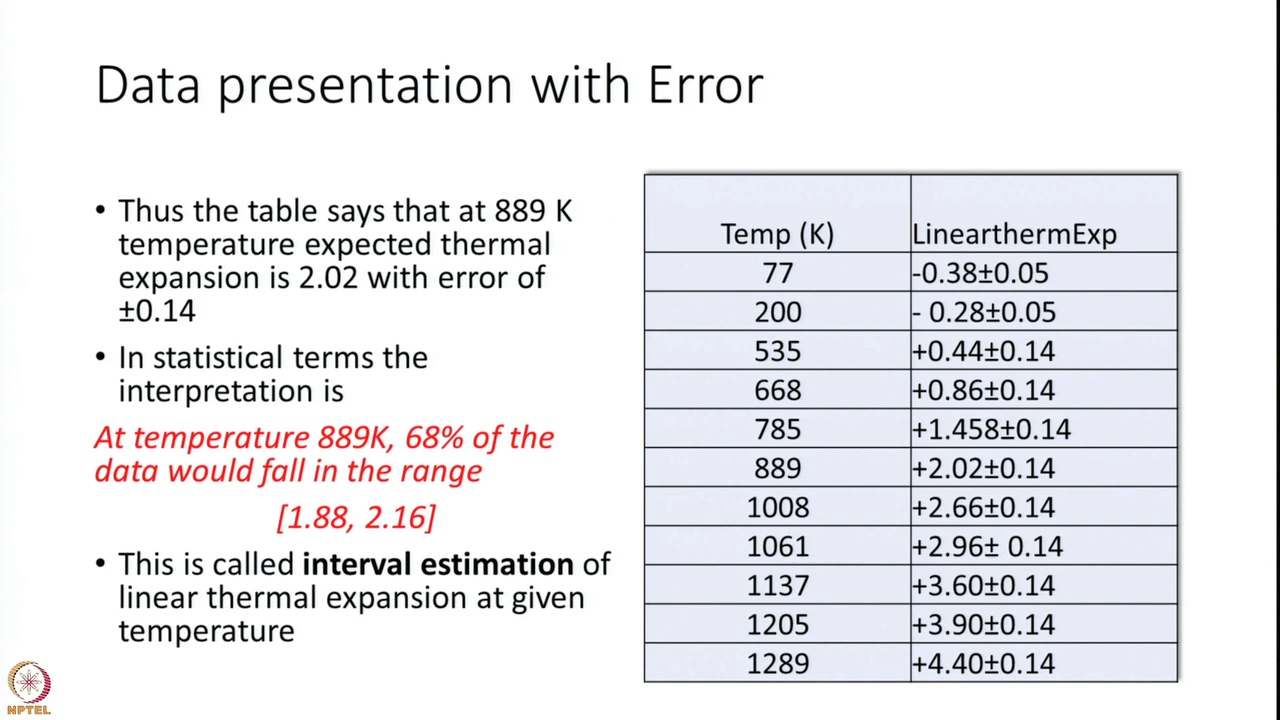 Data presentation with Error
• Thus the table says that at 889 K
temperature expected thermal
expansion is 2.02 with error of
±0.14
• In statistical terms the
interpretation is
At temperature 889K, 68% of the
data would fall in the range
[1.88, 2.16]
• This is called interval estimation of
linear thermal expansion at given
temperature
Temp (K) LinearthermExp
77 -0.38±0.05
200 - 0.28±0.05
535 +0.44±0.14
668 +0.86±0.14
785 +1.458±0.14
889 +2.02±0.14
1008 +2.66±0.14
1061 +2.96± 0.14
1137 +3.60±0.14
1205 +3.90±0.14
1289 +4.40±0.14
NPTEL